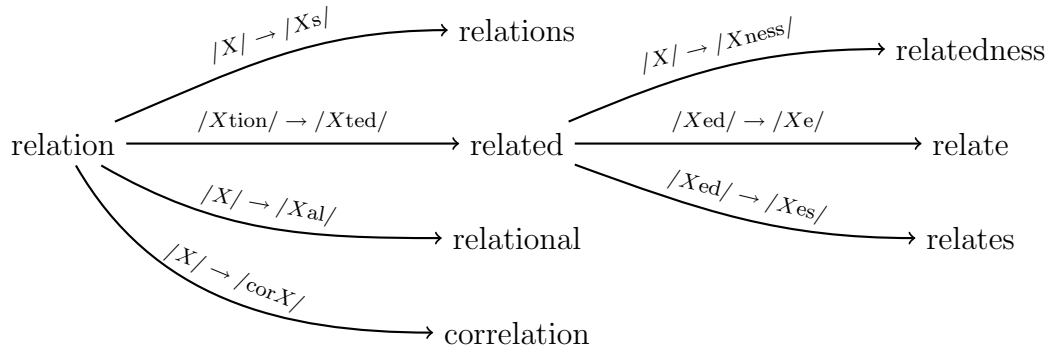 |X| → |Xs|
relations
|X| → |Xness|
relatedness
relation
/Xtion/ → /Xted/
related
/Xed/ → /Xe/
relate
/X/ → /Xal/
relational
/Xed/ → /Xes/
relates
/X/ → /corX/
correlation